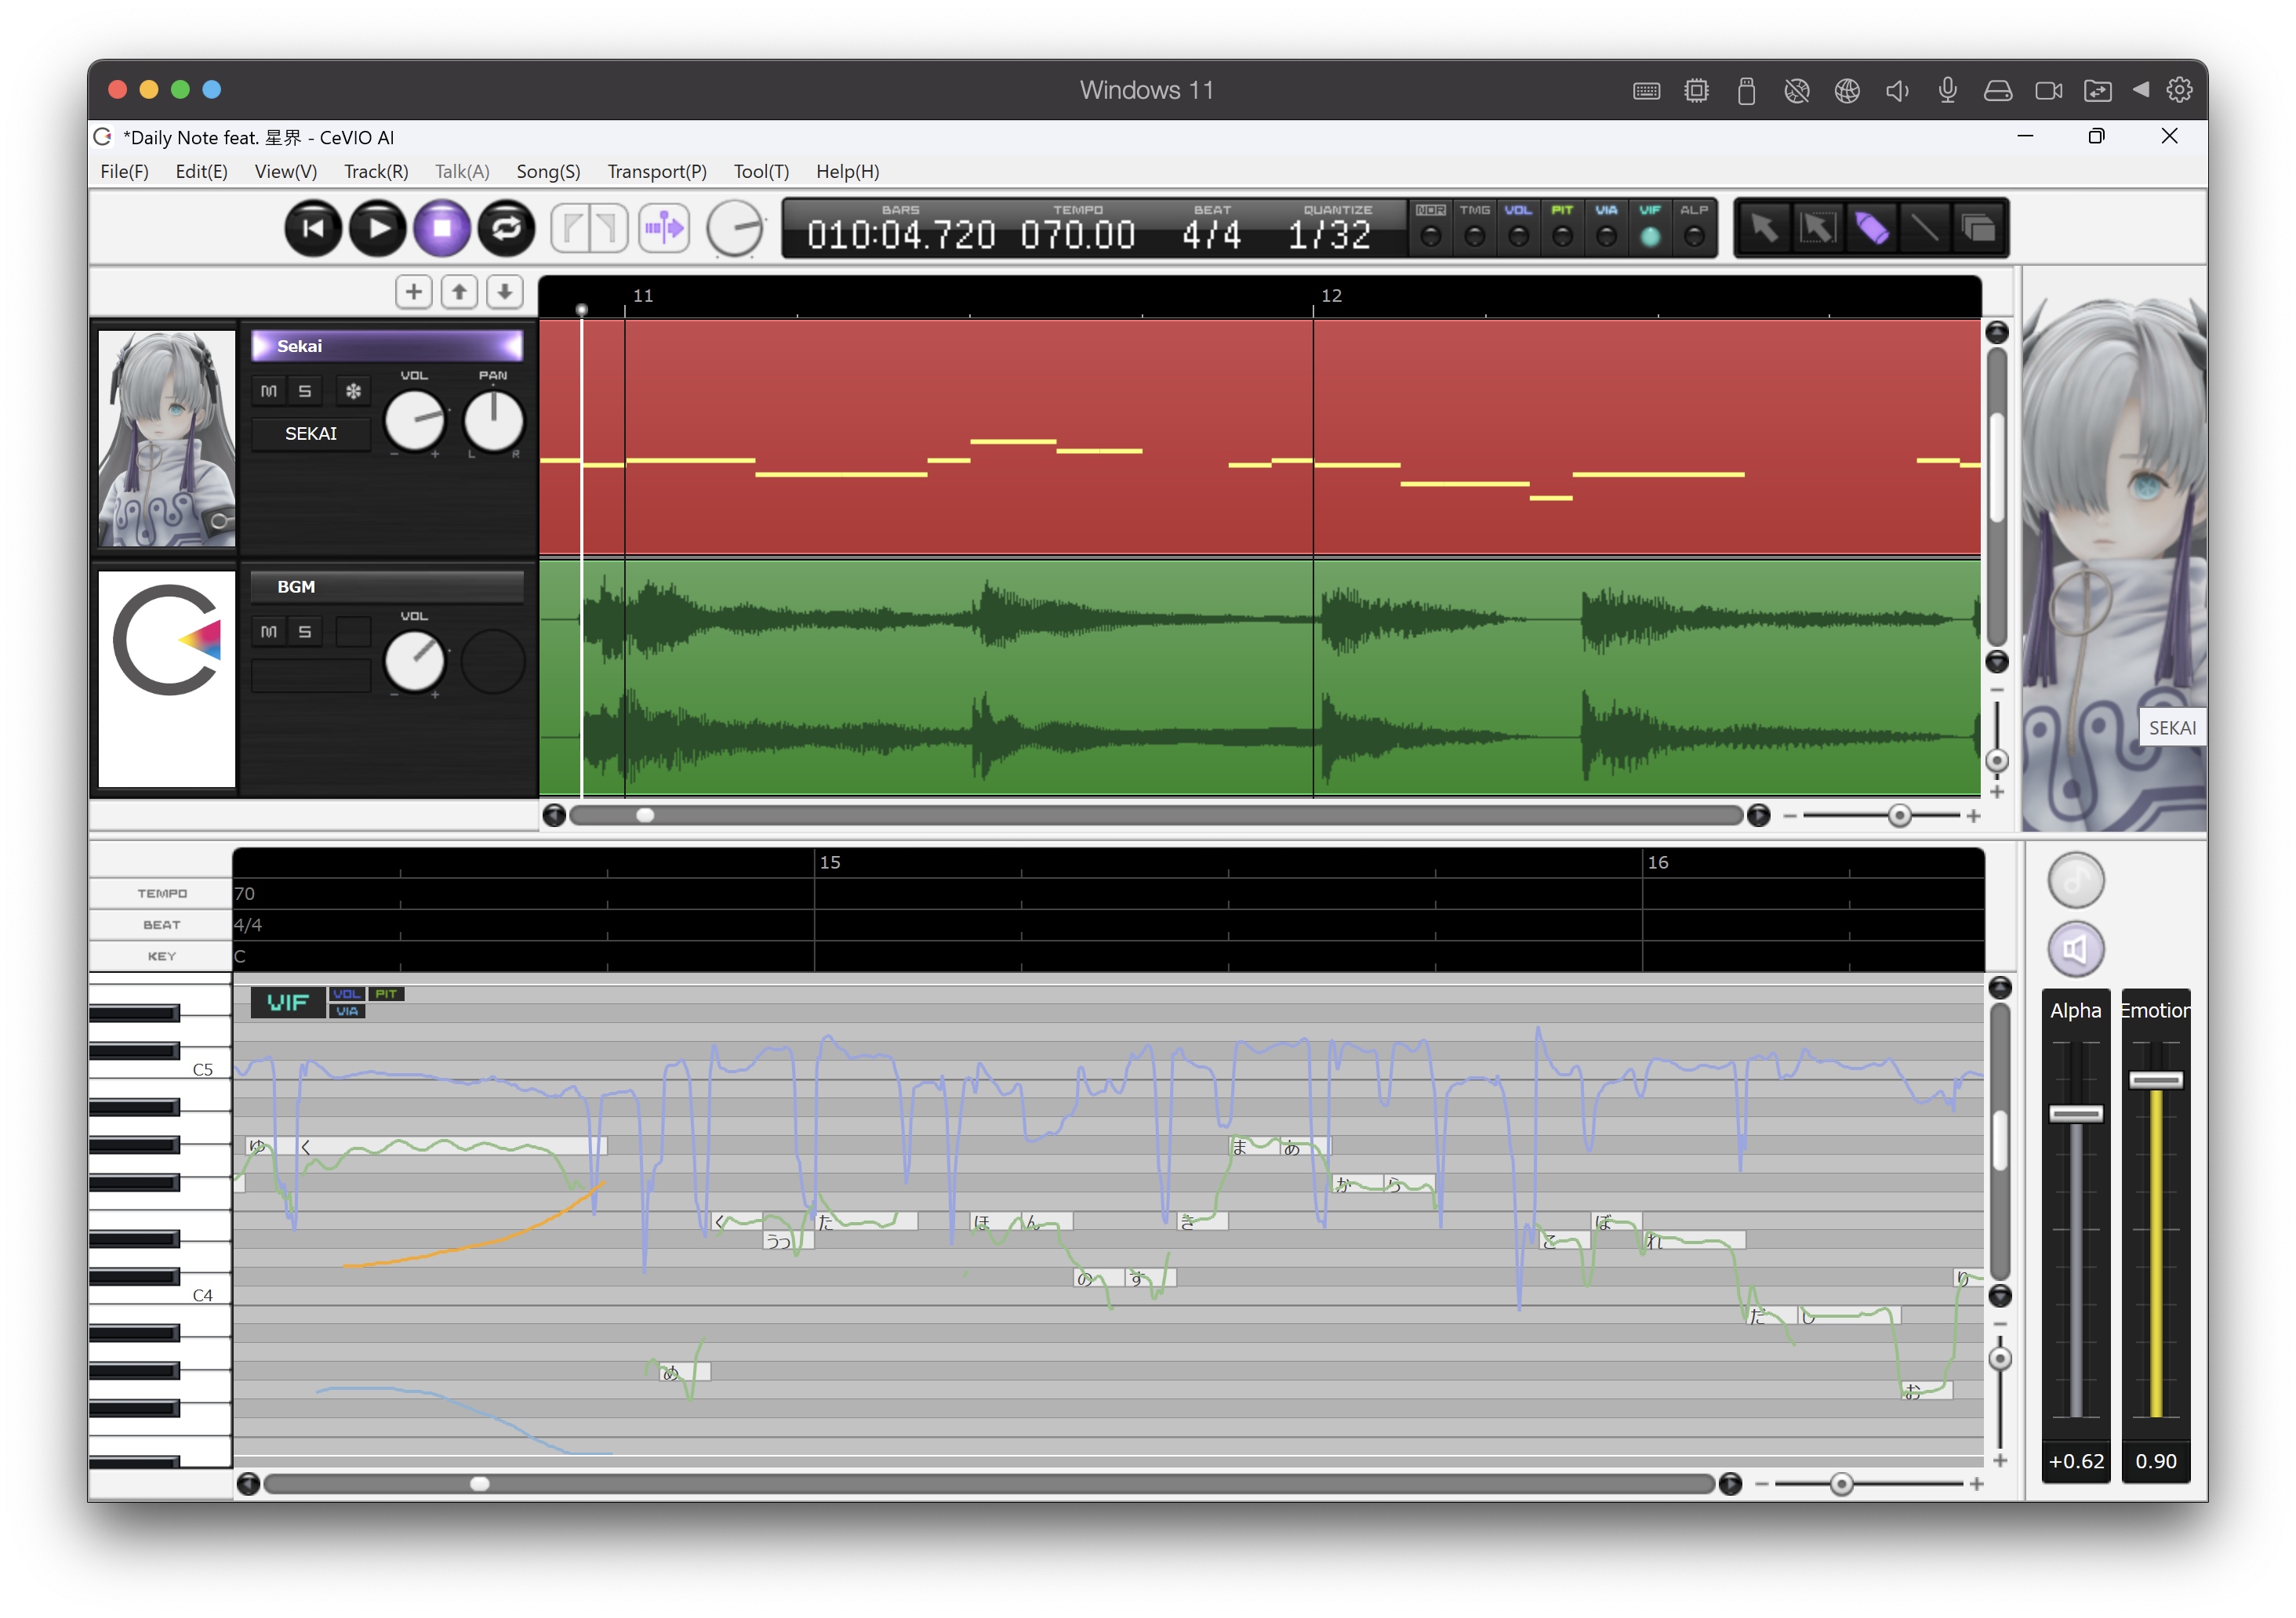 Windows 11
*Daily Note feat. 星界 - CeVIO AI
File(F) Edit(E) View(V) Track(R) Talk(A) Song(S) Transport(P) Tool(T) Help(H)
BARS TEMPO BEAT QUANTIZE NOR TMG VOL PIT VIA VIF ALP
010:04.720 070.00 4/4 1/32
11 12
Sekai
VOL PAN
M S
SEKAI
- + L R
BGM
VOL
M S
- +
SEKAI
15 16
TEMPO 70
BEAT 4/4
KEY C
VIF VOL PIT
VIA
Alpha Emotion
C5
ゆ く ま あ
か ら
く た ほ ん き ぼ
うっ こ れ
の す り
C4
だ し
め
お
+0.62 0.90